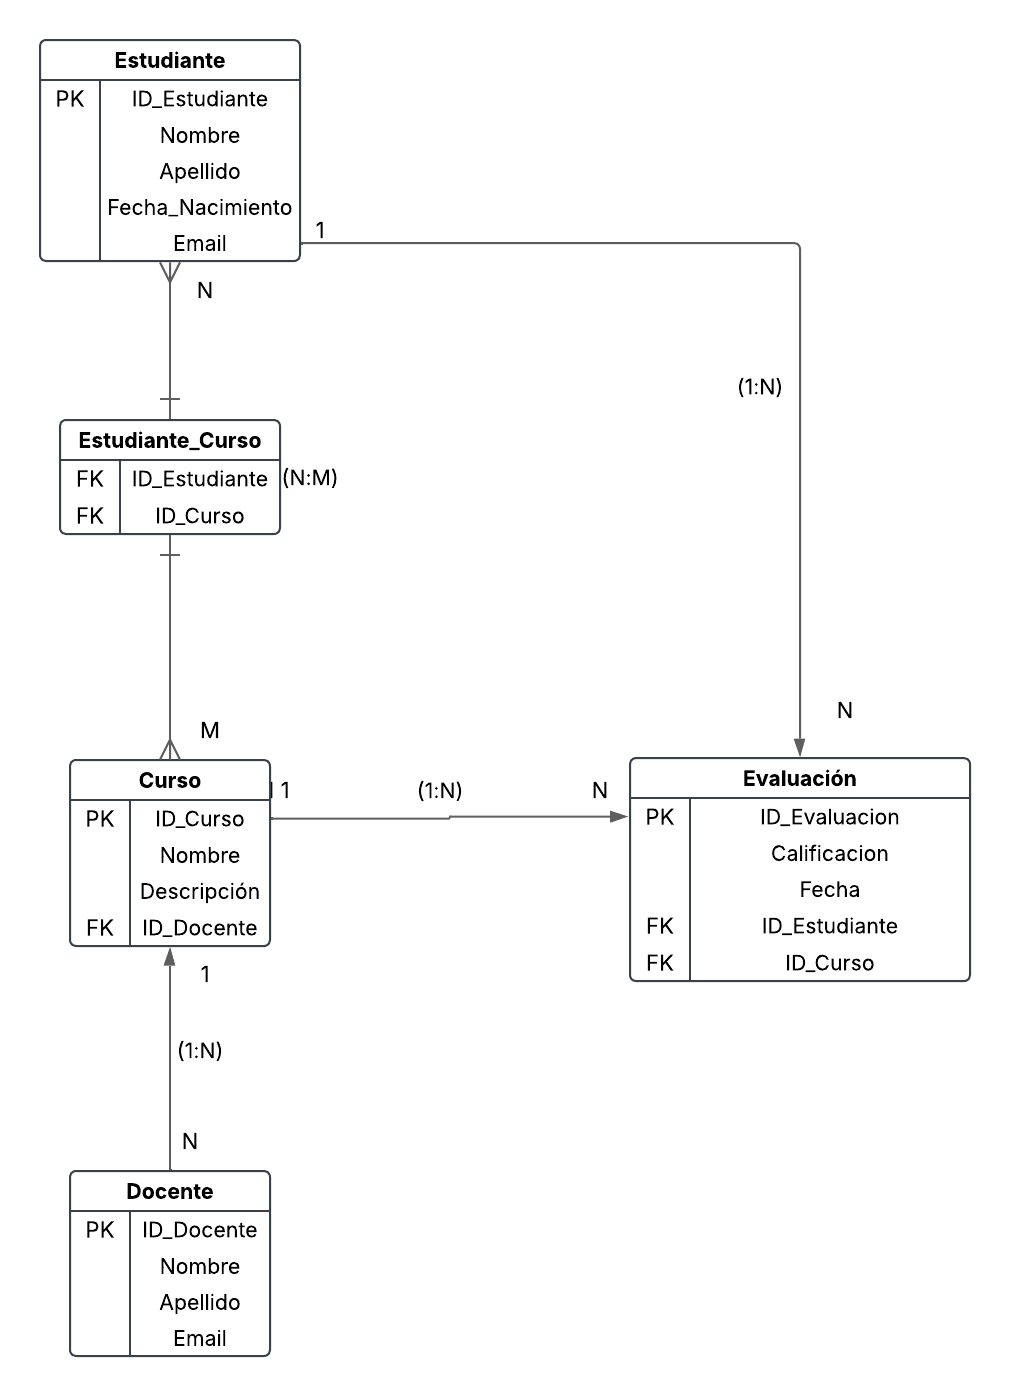 Estudiante
PK ID_Estudiante
Nombre
Apellido
Fecha_Nacimiento
Email
1
N
(1:N)
Estudiante_Curso
FK ID_Estudiante (N:M)
FK ID_Curso
N
M
Curso
1 (1:N) N
PK ID_Curso
Nombre
Descripción
FK ID_Docente
Evaluación
PK ID_Evaluacion
Calificacion
Fecha
FK ID_Estudiante
FK ID_Curso
1
(1:N)
N
Docente
PK ID_Docente
Nombre
Apellido
Email